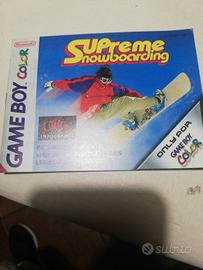 Nintendo
GAME BOY COLOR
SUPreme
Snowboarding
INFOGRAMES
ONLY FOR
GAME BOY
COLOR
subito